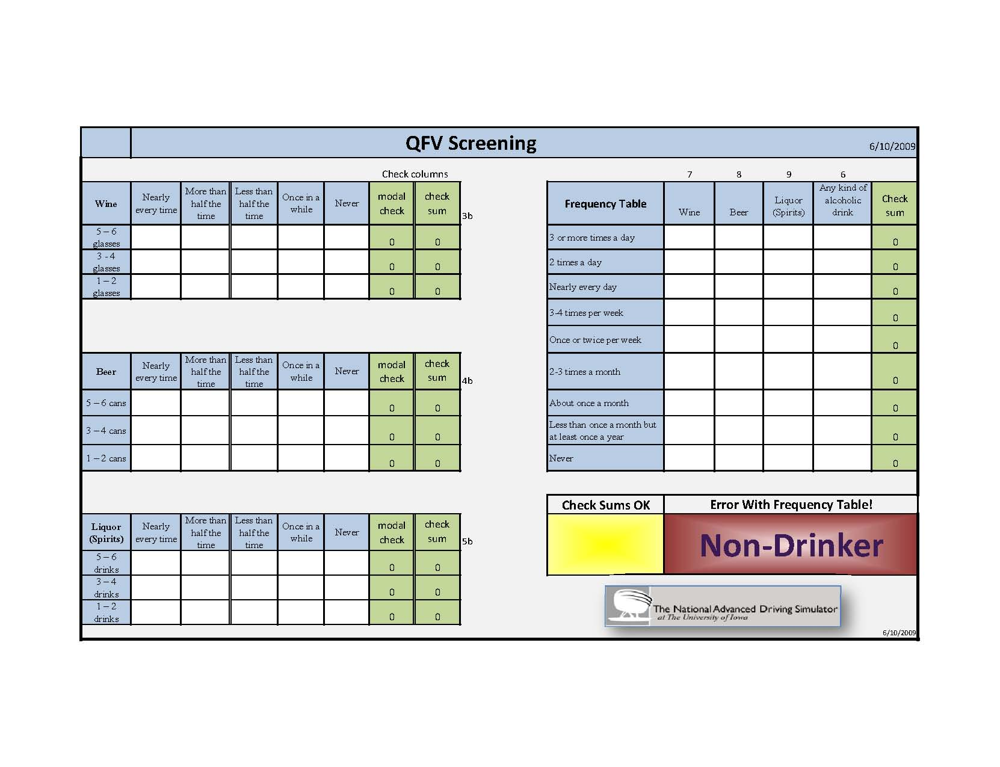 QFV Screening
6/10/2009
Check columns
Wine
Nearly every time
More than half the time
Less than half the time
Once in a while
Never
modal check
check sum
3b
5 – 6 glasses 0 0
3 - 4 glasses 0 0
1 – 2 glasses 0 0
Beer
Nearly every time
More than half the time
Less than half the time
Once in a while
Never
modal check
check sum
4b
5 – 6 cans 0 0
3 – 4 cans 0 0
1 – 2 cans 0 0
Liquor (Spirits)
Nearly every time
More than half the time
Less than half the time
Once in a while
Never
modal check
check sum
5b
5 – 6 drinks 0 0
3 – 4 drinks 0 0
1 – 2 drinks 0 0
7 8 9 6
Frequency Table
Wine
Beer
Liquor (Spirits)
Any kind of alcoholic drink
Check sum
3 or more times a day 0
2 times a day 0
Nearly every day 0
3-4 times per week 0
Once or twice per week 0
2-3 times a month 0
About once a month 0
Less than once a month but at least once a year 0
Never 0
Check Sums OK
Error With Frequency Table!
Non-Drinker
The National Advanced Driving Simulator
at The University of Iowa
6/10/2009